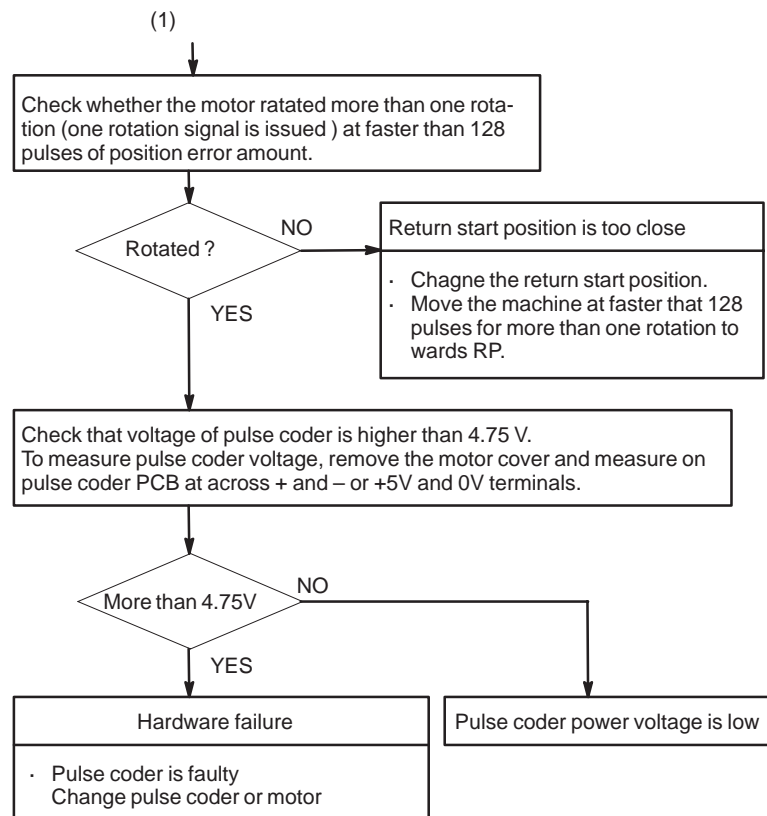 (1)
Check whether the motor ratated more than one rota-
tion (one rotation signal is issued ) at faster than 128
pulses of position error amount.
Rotated ?
NO
Return start position is too close
· Chagne the return start position.
· Move the machine at faster that 128
pulses for more than one rotation to
wards RP.
YES
Check that voltage of pulse coder is higher than 4.75 V.
To measure pulse coder voltage, remove the motor cover and measure on
pulse coder PCB at across + and – or +5V and 0V terminals.
More than 4.75V
NO
YES
Hardware failure
· Pulse coder is faulty
Change pulse coder or motor
Pulse coder power voltage is low